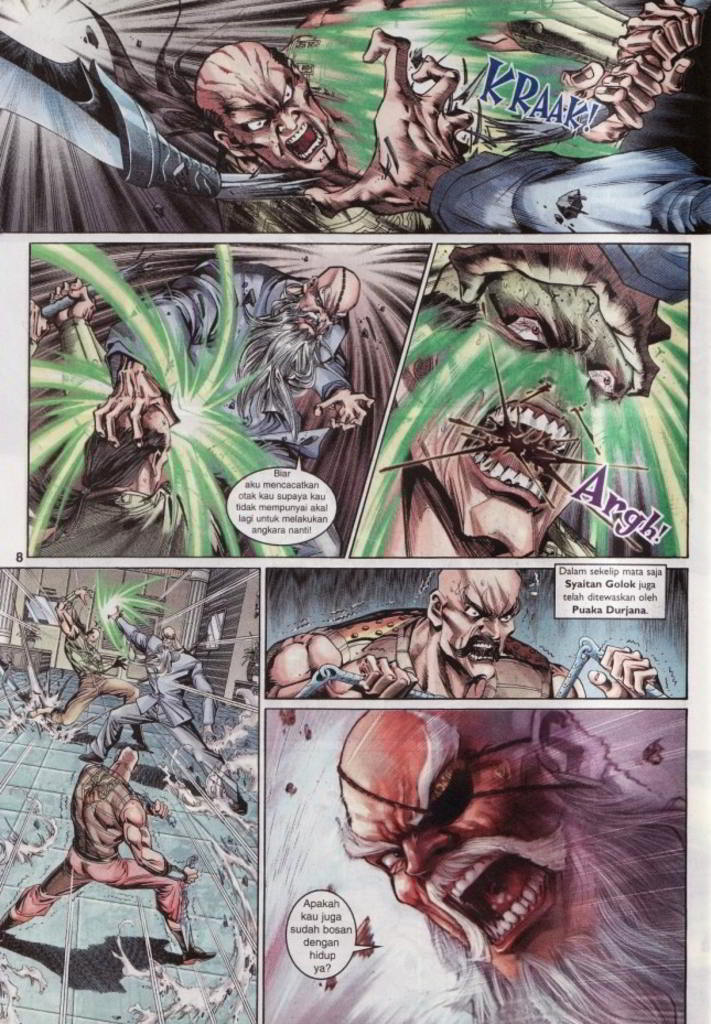 KRAAK!
Biar
aku mencacatkan
otak kau supaya kau
tidak mempunyai akal
lagi untuk melakukan
angkara nanti!
Argh!
8
Dalam sekelip mata saja
Syaitan Golok juga
telah ditewaskan oleh
Puaka Durjana.
Apakah
kau juga
sudah bosan
dengan
hidup
ya?